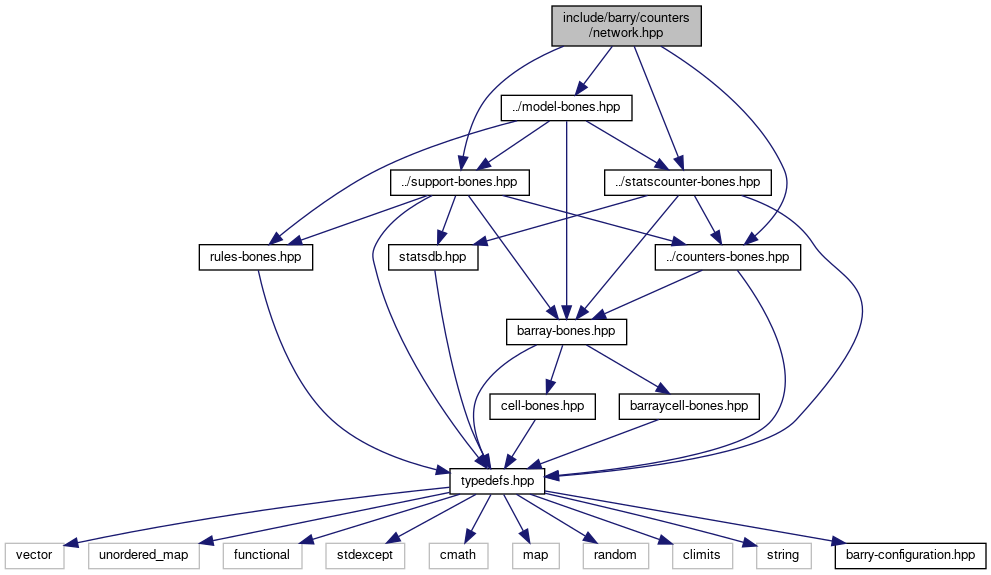 include/barry/counters
/network.hpp
../model-bones.hpp
../support-bones.hpp
../statscounter-bones.hpp
rules-bones.hpp
statsdb.hpp
../counters-bones.hpp
barray-bones.hpp
cell-bones.hpp
barraycell-bones.hpp
typedefs.hpp
vector
unordered_map
functional
stdexcept
cmath
map
random
climits
string
barry-configuration.hpp